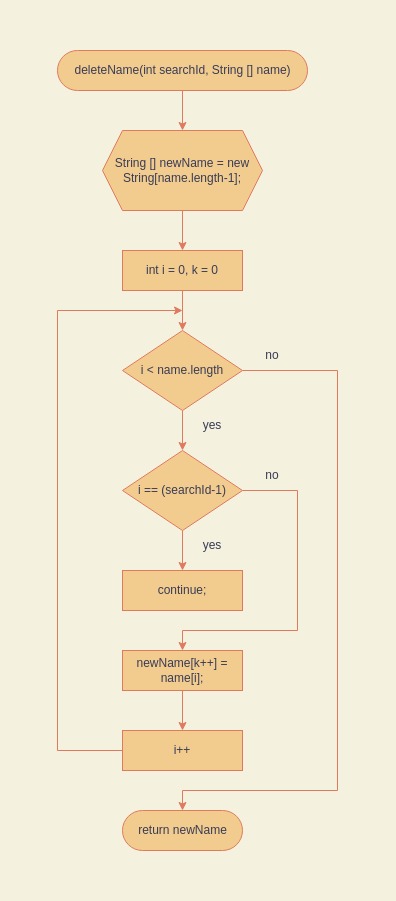 deleteName(int searchId, String [] name)
String [] newName = new
String[name.length-1];
int i = 0, k = 0
no
i < name.length
yes
no
i == (searchId-1)
yes
continue;
newName[k++] =
name[i];
i++
return newName